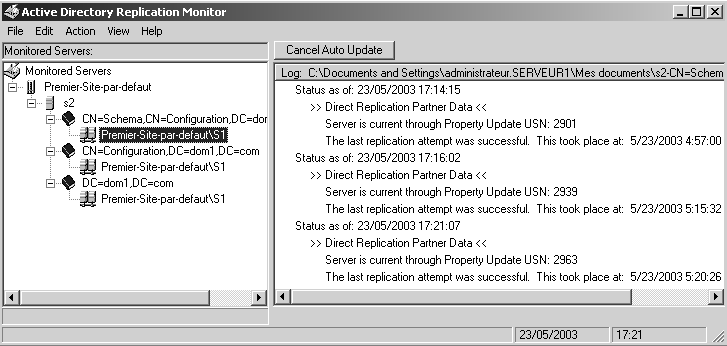 Active Directory Replication Monitor
File Edit Action View Help
Monitored Servers:
Monitored Servers
Premier-Site-par-defaut
s2
CN=Schema,CN=Configuration,DC=dor
Premier-Site-par-defaut\S1
CN=Configuration,DC=dom1,DC=com
Premier-Site-par-defaut\S1
DC=dom1,DC=com
Premier-Site-par-defaut\S1
Cancel Auto Update
Log: C:\Documents and Settings\administrateur.SERVEUR1\Mes documents\s2-CN=Schem
Status as of: 23/05/2003 17:14:15
>> Direct Replication Partner Data <<
Server is current through Property Update USN: 2901
The last replication attempt was successful. This took place at: 5/23/2003 4:57:00
Status as of: 23/05/2003 17:16:02
>> Direct Replication Partner Data <<
Server is current through Property Update USN: 2939
The last replication attempt was successful. This took place at: 5/23/2003 5:15:32
Status as of: 23/05/2003 17:21:07
>> Direct Replication Partner Data <<
Server is current through Property Update USN: 2963
The last replication attempt was successful. This took place at: 5/23/2003 5:20:26
23/05/2003
17:21